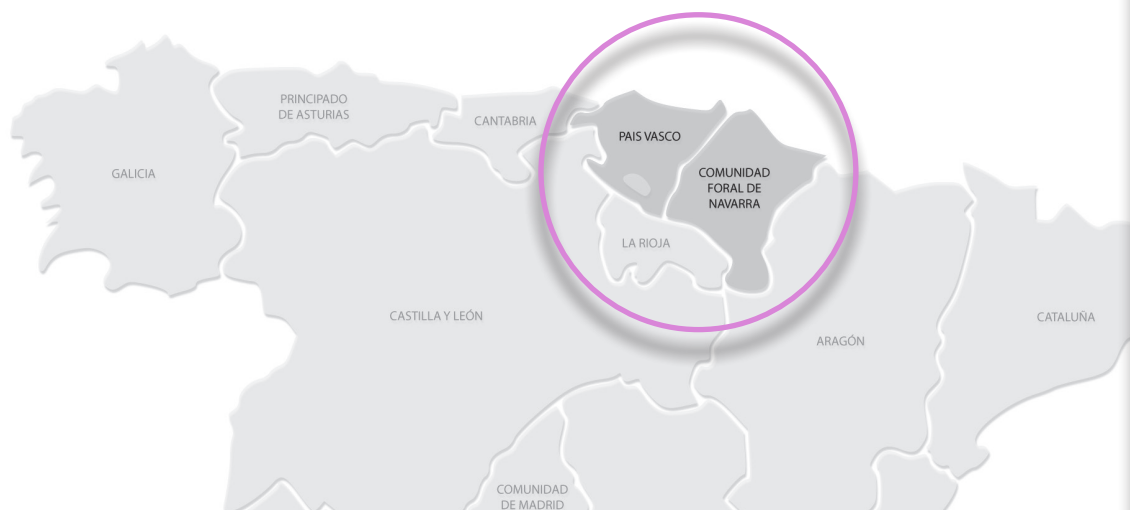 PRINCIPADO
DE ASTURIAS
CANTABRIA
PAIS VASCO
GALICIA
COMUNIDAD
FORAL DE
NAVARRA
LA RIOJA
CASTILLA Y LEÓN
CATALUÑA
ARAGÓN
COMUNIDAD
DE MADRID